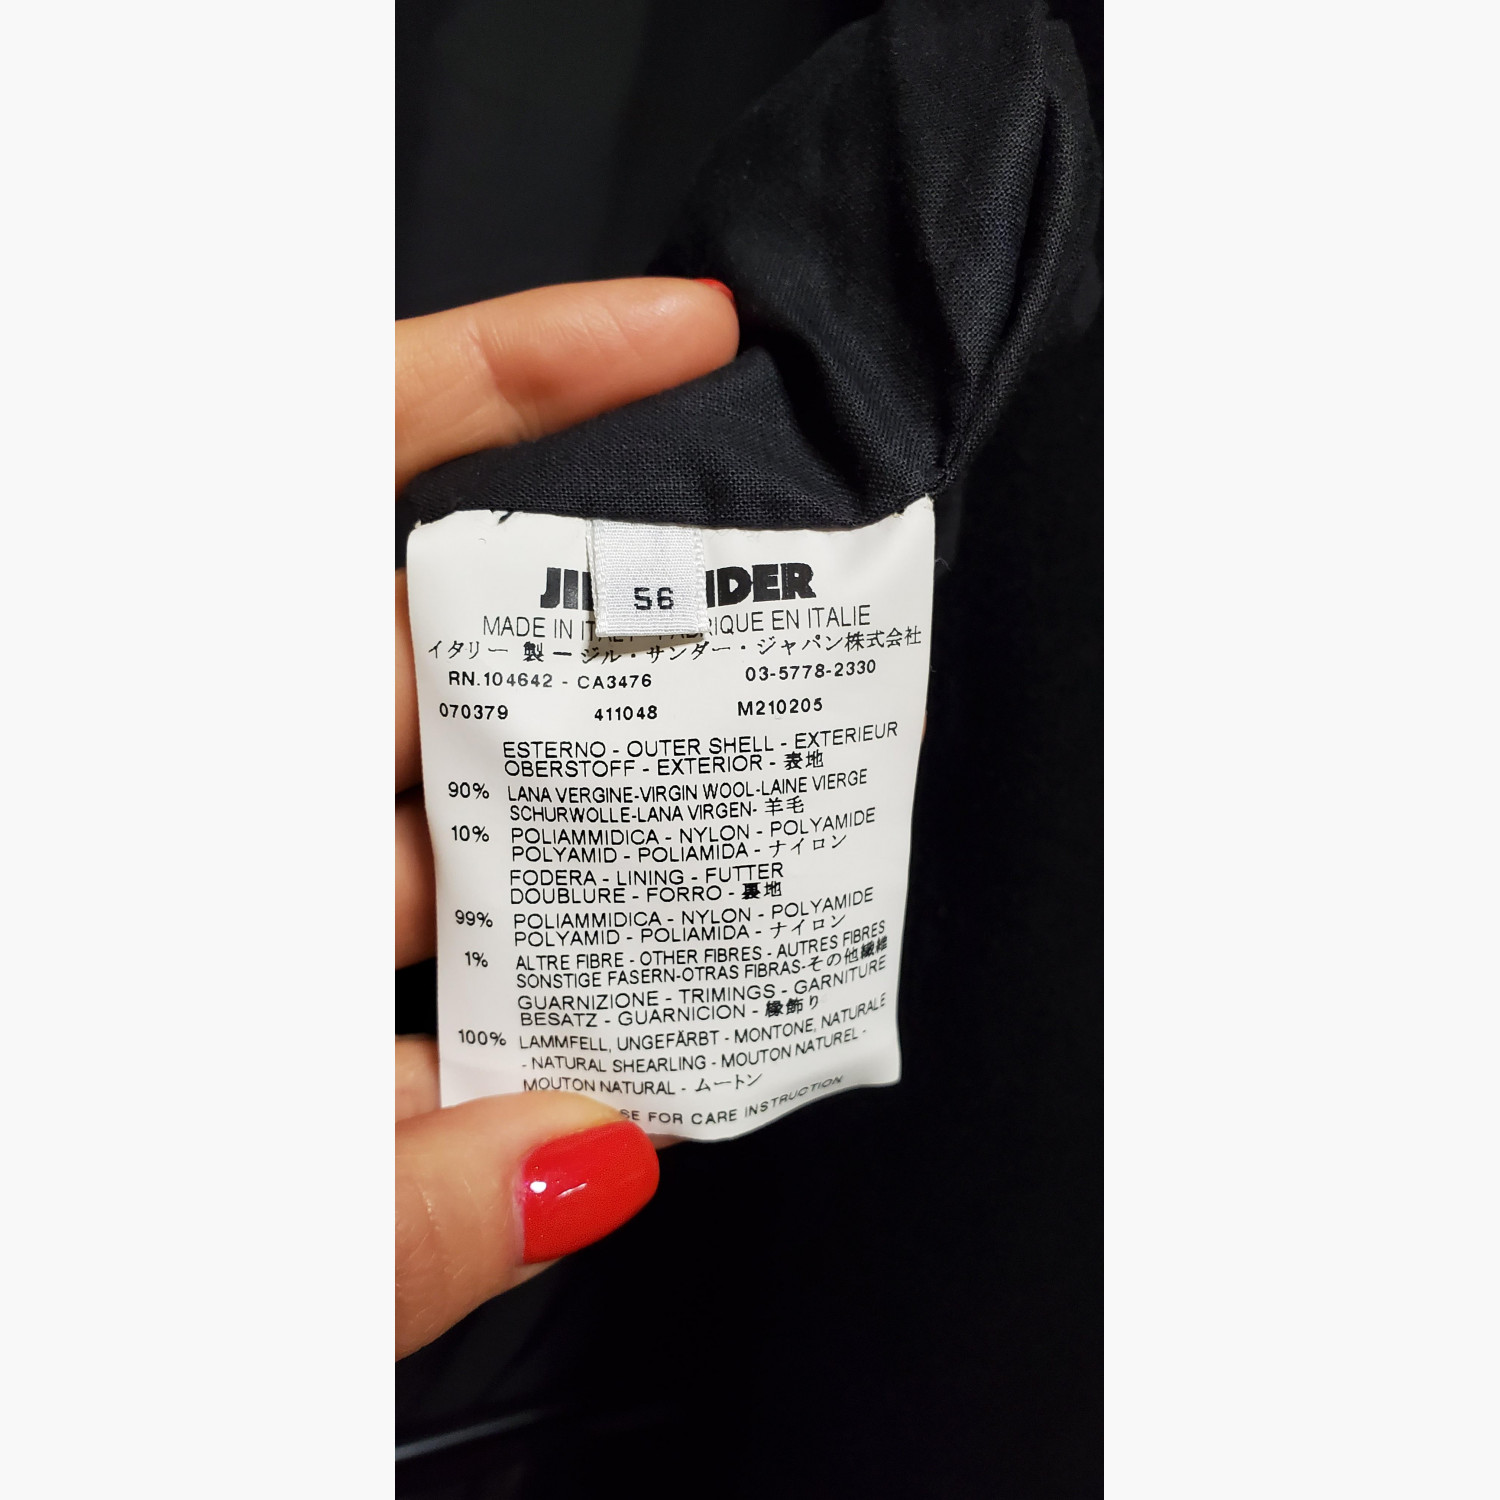 56
MADE IN ITALY FABRIQUE EN ITALIE
イタリー 製 ー ジル・サンダー・ジャパン株式会社
RN.104642 - CA3476 03-5778-2330
070379 411048 M210205
ESTERNO - OUTER SHELL - EXTERIEUR
OBERSTOFF - EXTERIOR - 表地
90% LANA VERGINE-VIRGIN WOOL-LAINE VIERGE
SCHURWOLLE-LANA VIRGEN- 羊毛
10% POLIAMMIDICA - NYLON - POLYAMIDE
POLYAMID - POLIAMIDA - ナイロン
FODERA - LINING - FUTTER
DOUBLURE - FORRO - 裏地
99% POLIAMMIDICA - NYLON - POLYAMIDE
POLYAMID - POLIAMIDA - ナイロン
1% ALTRE FIBRE - OTHER FIBRES - AUTRES FIBRES
SONSTIGE FASERN-OTRAS FIBRAS-その他繊維
GUARNIZIONE - TRIMINGS - GARNITURE
BESATZ - GUARNICION - 縁飾り
100% LAMMFELL, UNGEFÄRBT - MONTONE, NATURALE
- NATURAL SHEARLING - MOUTON NATUREL -
MOUTON NATURAL - ムートン
FOR CARE INSTRUCTION